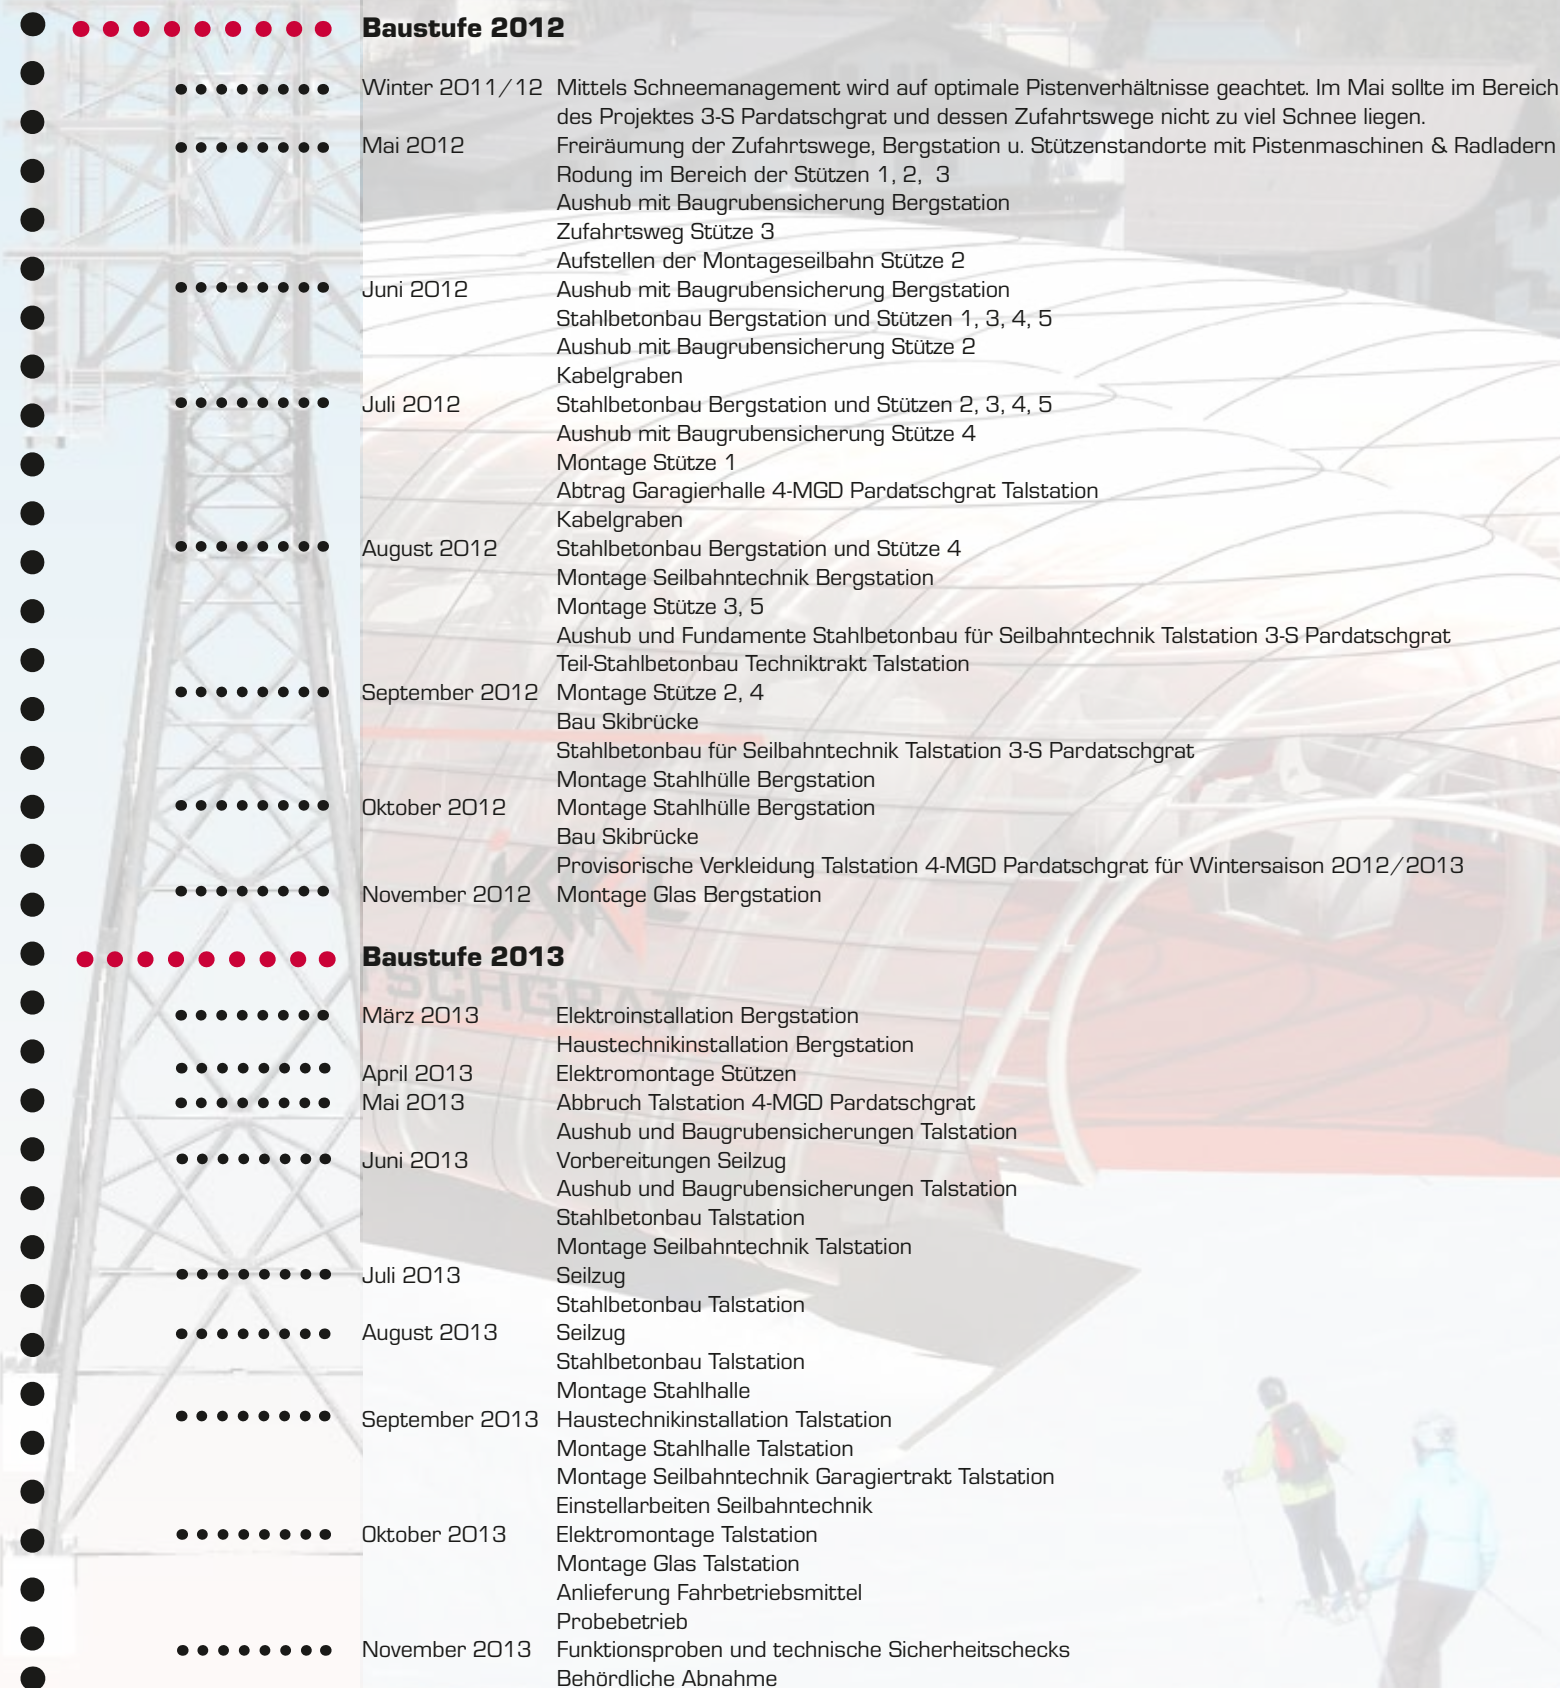 Baustufe 2012
Winter 2011/12 Mittels Schneemanagement wird auf optimale Pistenverhältnisse geachtet. Im Mai sollte im Bereich
des Projektes 3-S Pardatschgrat und dessen Zufahrtswege nicht zu viel Schnee liegen.
Mai 2012 Freiräumung der Zufahrtswege, Bergstation u. Stützenstandorte mit Pistenmaschinen & Radladern
Rodung im Bereich der Stützen 1, 2, 3
Aushub mit Baugrubensicherung Bergstation
Zufahrtsweg Stütze 3
Aufstellen der Montageseilbahn Stütze 2
Juni 2012 Aushub mit Baugrubensicherung Bergstation
Stahlbetonbau Bergstation und Stützen 1, 3, 4, 5
Aushub mit Baugrubensicherung Stütze 2
Kabelgraben
Juli 2012 Stahlbetonbau Bergstation und Stützen 2, 3, 4, 5
Aushub mit Baugrubensicherung Stütze 4
Montage Stütze 1
Abtrag Garagierhalle 4-MGD Pardatschgrat Talstation
Kabelgraben
August 2012 Stahlbetonbau Bergstation und Stütze 4
Montage Seilbahntechnik Bergstation
Montage Stütze 3, 5
Aushub und Fundamente Stahlbetonbau für Seilbahntechnik Talstation 3-S Pardatschgrat
Teil-Stahlbetonbau Techniktrakt Talstation
September 2012 Montage Stütze 2, 4
Bau Skibrücke
Stahlbetonbau für Seilbahntechnik Talstation 3-S Pardatschgrat
Montage Stahlhülle Bergstation
Oktober 2012 Montage Stahlhülle Bergstation
Bau Skibrücke
Provisorische Verkleidung Talstation 4-MGD Pardatschgrat für Wintersaison 2012/2013
November 2012 Montage Glas Bergstation
Baustufe 2013
TSCHGRAT
März 2013 Elektroinstallation Bergstation
Haustechnikinstallation Bergstation
April 2013 Elektromontage Stützen
Mai 2013 Abbruch Talstation 4-MGD Pardatschgrat
Aushub und Baugrubensicherungen Talstation
Juni 2013 Vorbereitungen Seilzug
Aushub und Baugrubensicherungen Talstation
Stahlbetonbau Talstation
Montage Seilbahntechnik Talstation
Juli 2013 Seilzug
Stahlbetonbau Talstation
August 2013 Seilzug
Stahlbetonbau Talstation
Montage Stahlhalle
September 2013 Haustechnikinstallation Talstation
Montage Stahlhalle Talstation
Montage Seilbahntechnik Garagiertrakt Talstation
Einstellarbeiten Seilbahntechnik
Oktober 2013 Elektromontage Talstation
Montage Glas Talstation
Anlieferung Fahrbetriebsmittel
Probebetrieb
November 2013 Funktionsproben und technische Sicherheitschecks
Behördliche Abnahme